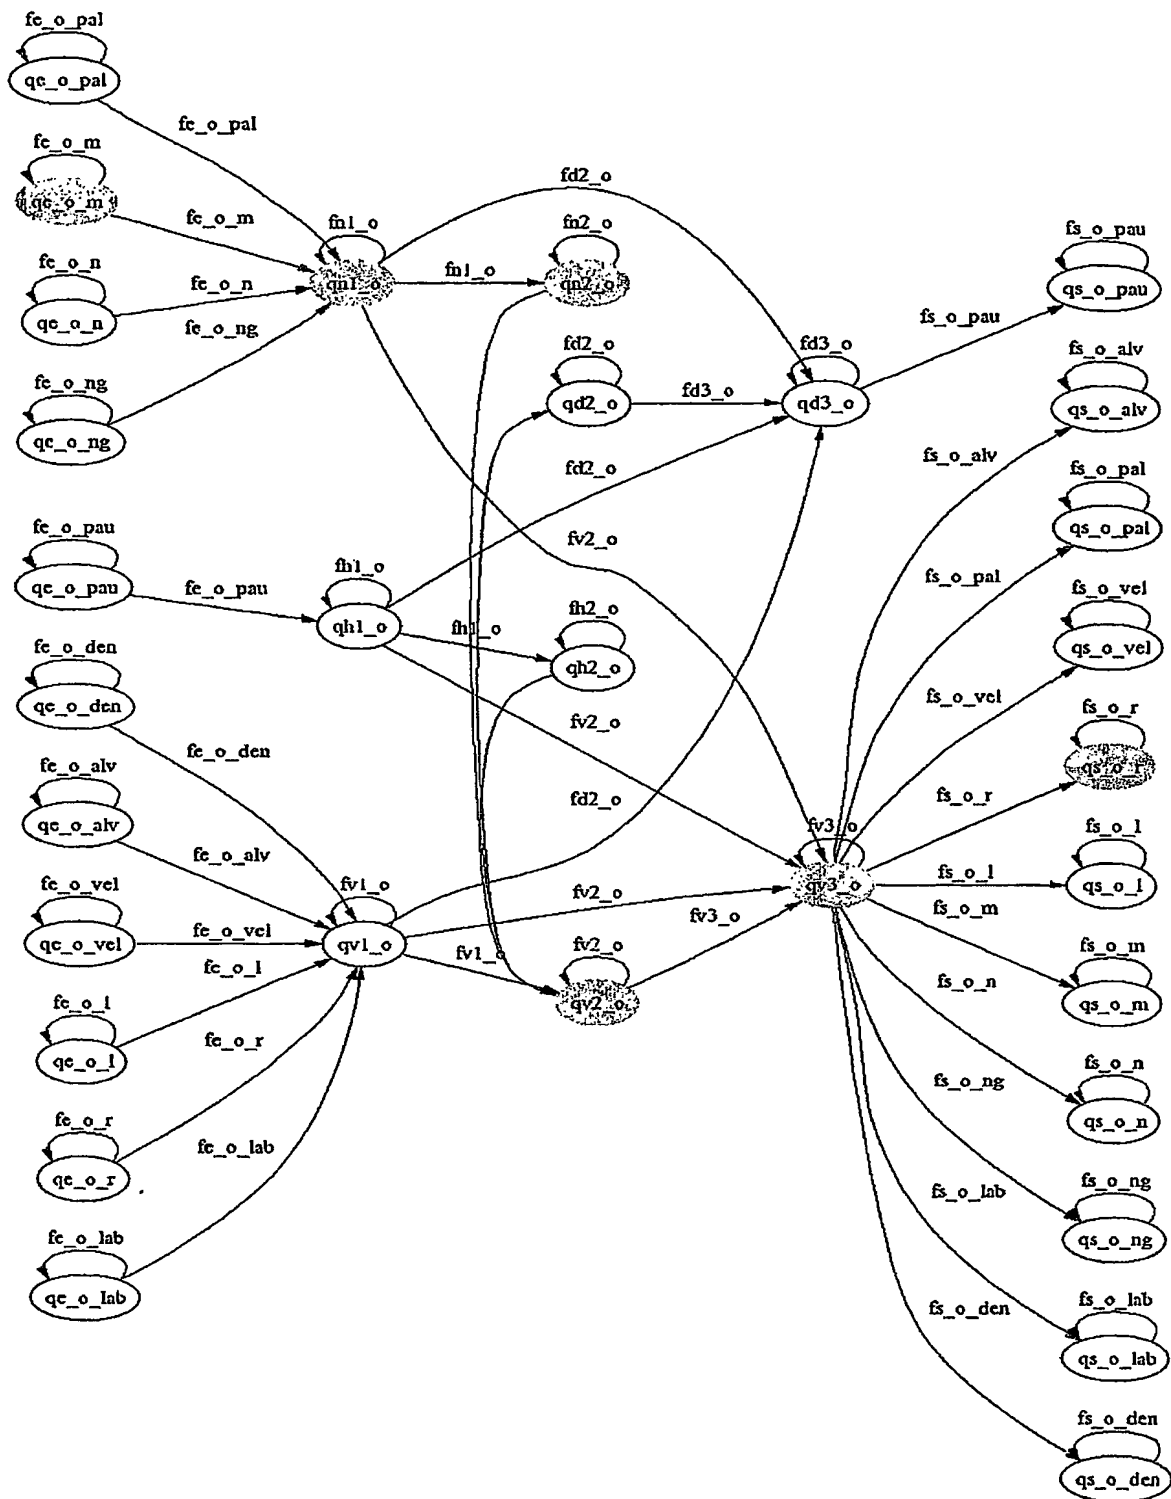 fe_o_pal
qe_o_pal
fe_o_pal
fe_o_m
qe_o_m
fe_o_m
fe_o_n
qe_o_n
fe_o_n
fe_o_ng
qe_o_ng
fe_o_ng
fn1_o
qn1_o
fn1_o
fd2_o
fn2_o
qn2_o
fd2_o
qd2_o
fd3_o
fd3_o
qd3_o
fd2_o
fv2_o
fs_o_pau
fs_o_pau
qs_o_pau
fs_o_alv
qs_o_alv
fs_o_alv
fs_o_pal
qs_o_pal
fs_o_pal
fs_o_vel
qs_o_vel
fs_o_vel
fs_o_r
qs_o_r
fs_o_r
fe_o_pau
qe_o_pau
fe_o_pau
fh1_o
qh1_o
fh1_o
fh2_o
qh2_o
fv2_o
fd2_o
fe_o_den
qe_o_den
fe_o_den
fe_o_alv
qe_o_alv
fe_o_alv
fe_o_vel
qe_o_vel
fe_o_vel
fe_o_l
fv1_o
qv1_o
fv1_o
fv2_o
fv2_o
qv2_o
fv3_o
fv3_o
qv3_o
fs_o_l
fs_o_l
qs_o_l
fs_o_m
fs_o_m
qs_o_m
fs_o_n
fs_o_n
qs_o_n
fe_o_l
qe_o_l
fe_o_r
fe_o_r
qe_o_r
fe_o_lab
fe_o_lab
qe_o_lab
fs_o_ng
fs_o_ng
qs_o_ng
fs_o_lab
fs_o_lab
qs_o_lab
fs_o_den
fs_o_den
qs_o_den